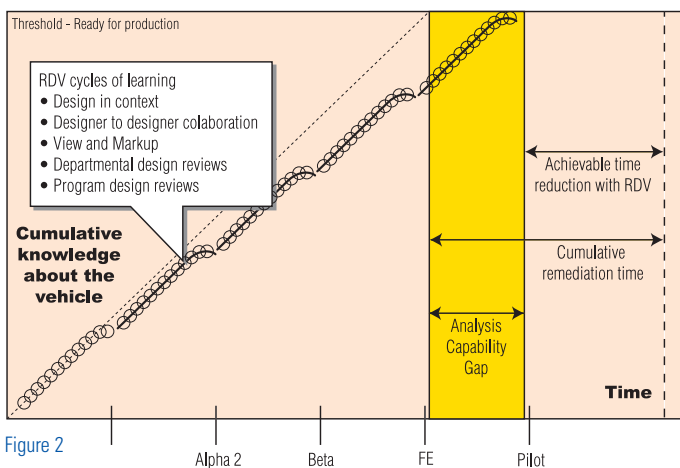 Threshold - Ready for production
RDV cycles of learning
• Design in context
• Designer to designer colaboration
• View and Markup
• Departmental design reviews
• Program design reviews
Cumulative
knowledge
about the
vehicle
Achievable time
reduction with RDV
Cumulative
remediation time
Analysis
Capability
Gap
Time
Figure 2
Alpha 2
Beta
FE
Pilot